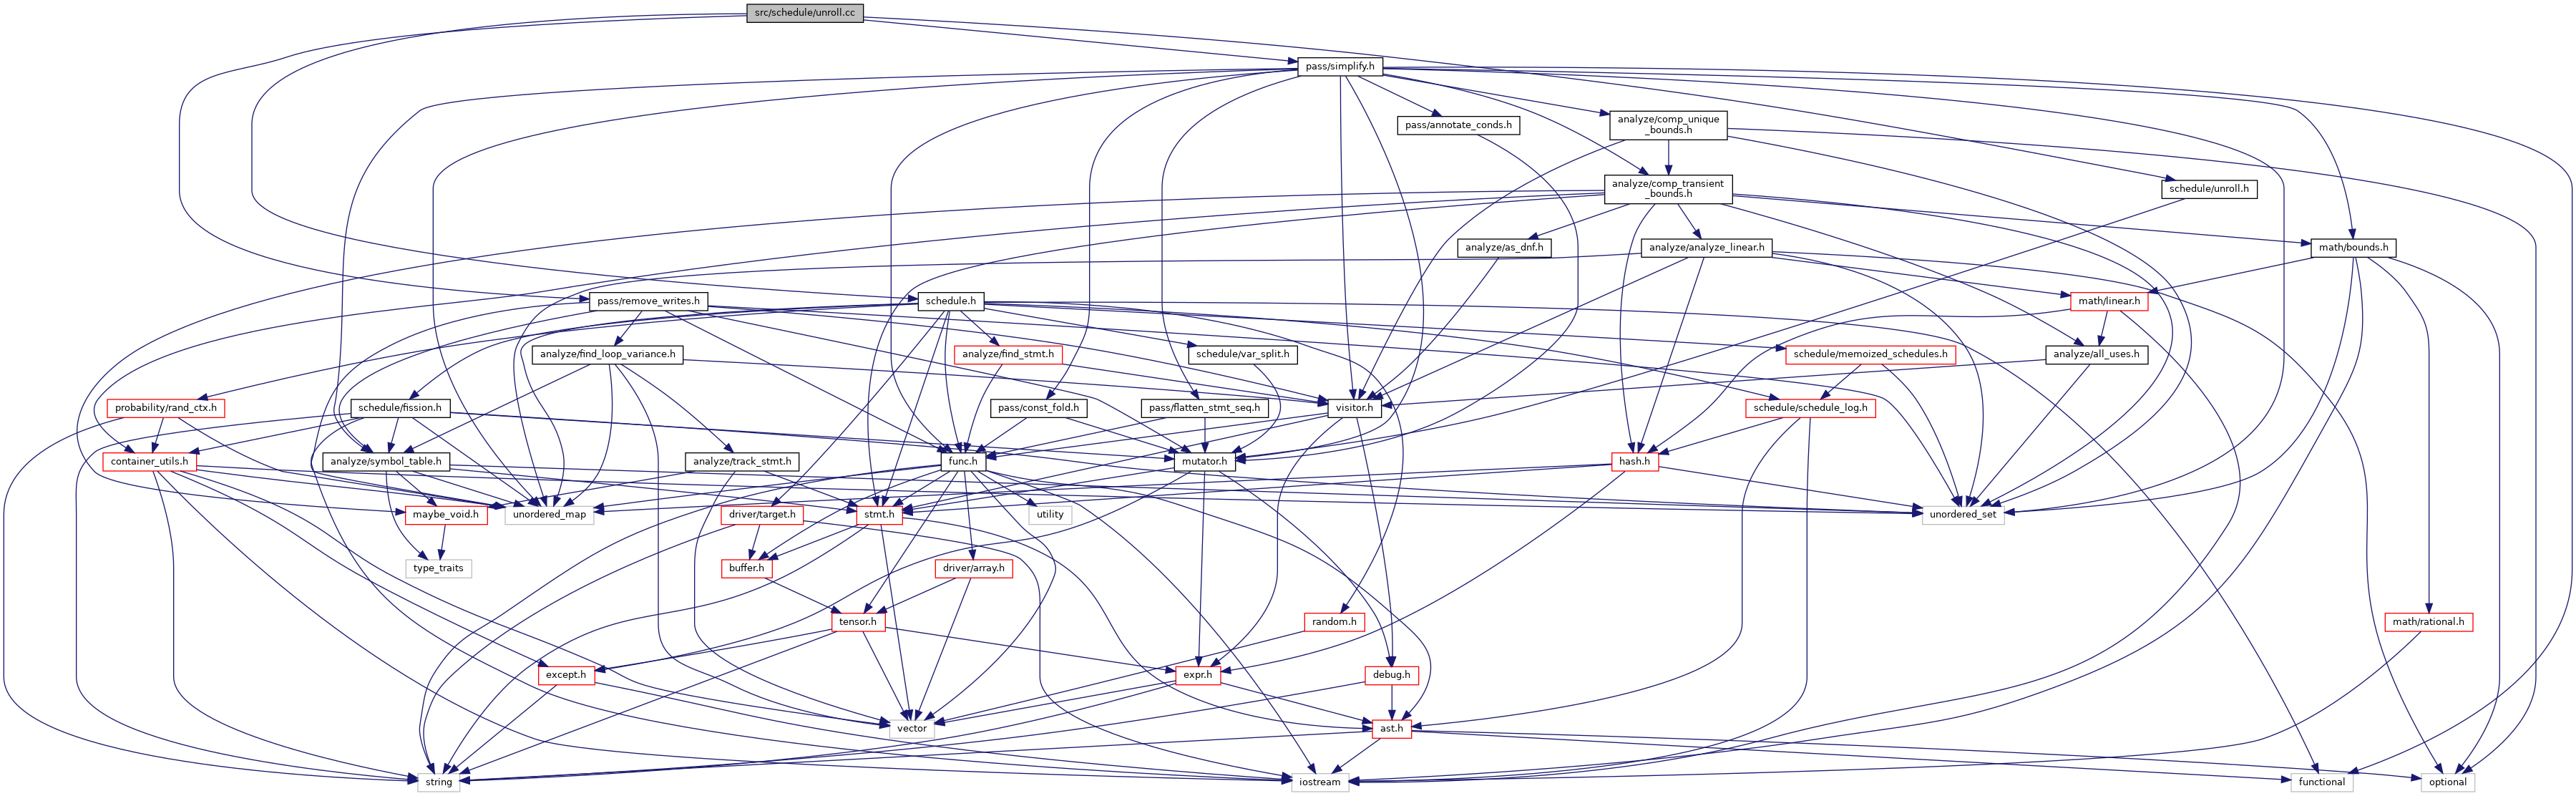 src/schedule/unroll.cc
pass/simplify.h
pass/annotate_conds.h
analyze/comp_unique
_bounds.h
analyze/comp_transient
_bounds.h
schedule/unroll.h
analyze/as_dnf.h
analyze/analyze_linear.h
math/bounds.h
pass/remove_writes.h
schedule.h
math/linear.h
analyze/find_loop_variance.h
analyze/find_stmt.h
schedule/var_split.h
schedule/memoized_schedules.h
analyze/all_uses.h
probability/rand_ctx.h
schedule/fission.h
pass/const_fold.h
pass/flatten_stmt_seq.h
visitor.h
schedule/schedule_log.h
container_utils.h
analyze/symbol_table.h
analyze/track_stmt.h
func.h
mutator.h
hash.h
maybe_void.h
unordered_map
driver/target.h
stmt.h
utility
unordered_set
type_traits
buffer.h
driver/array.h
tensor.h
random.h
math/rational.h
except.h
expr.h
debug.h
vector
ast.h
string
iostream
functional
optional